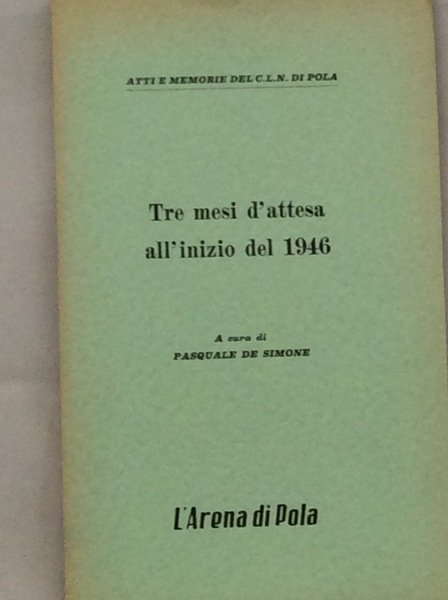 ATTI E MEMORIE DEL C.L.N. DI POLA
Tre mesi d'attesa
all'inizio del 1946
A cura di
PASQUALE DE SIMONE
L'Arena di Pola